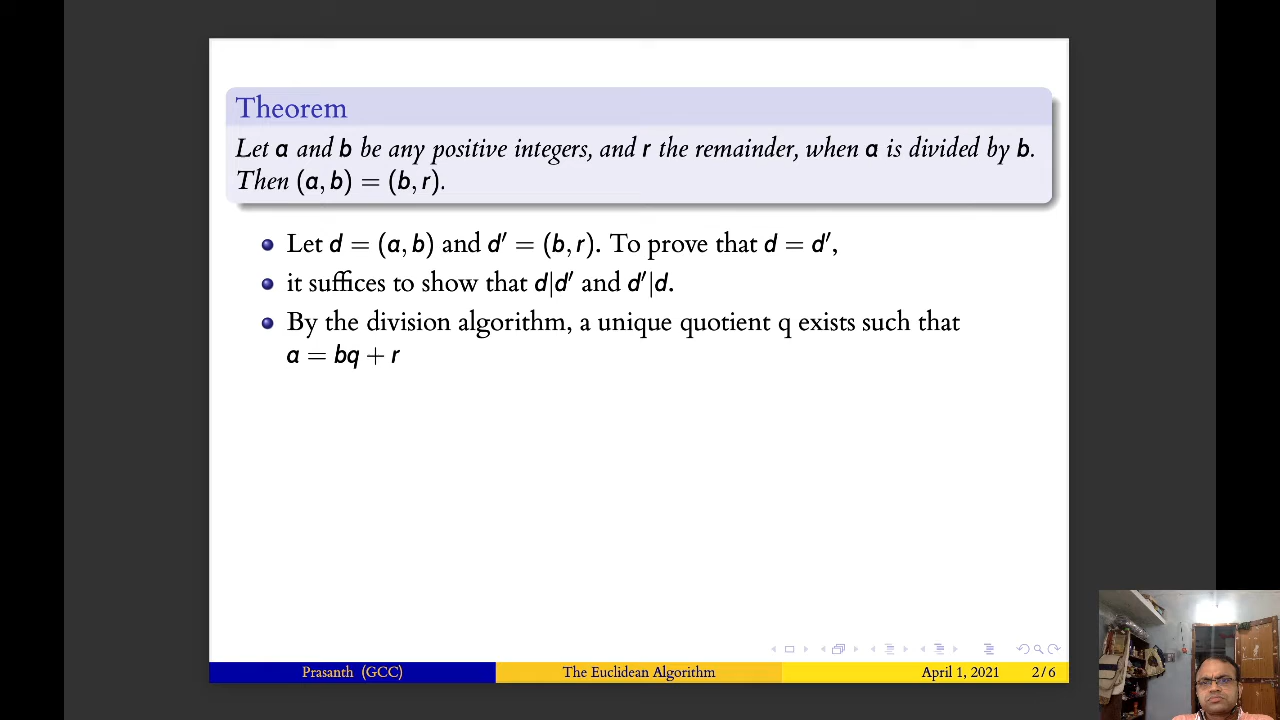 Theorem
Let a and b be any positive integers, and r the remainder, when a is divided by b.
Then (a, b) = (b, r).
Let d = (a, b) and d′ = (b, r). To prove that d = d′,
it suffices to show that d|d′ and d′|d.
By the division algorithm, a unique quotient q exists such that
a = bq + r
Prasanth (GCC) The Euclidean Algorithm April 1, 2021 2/6